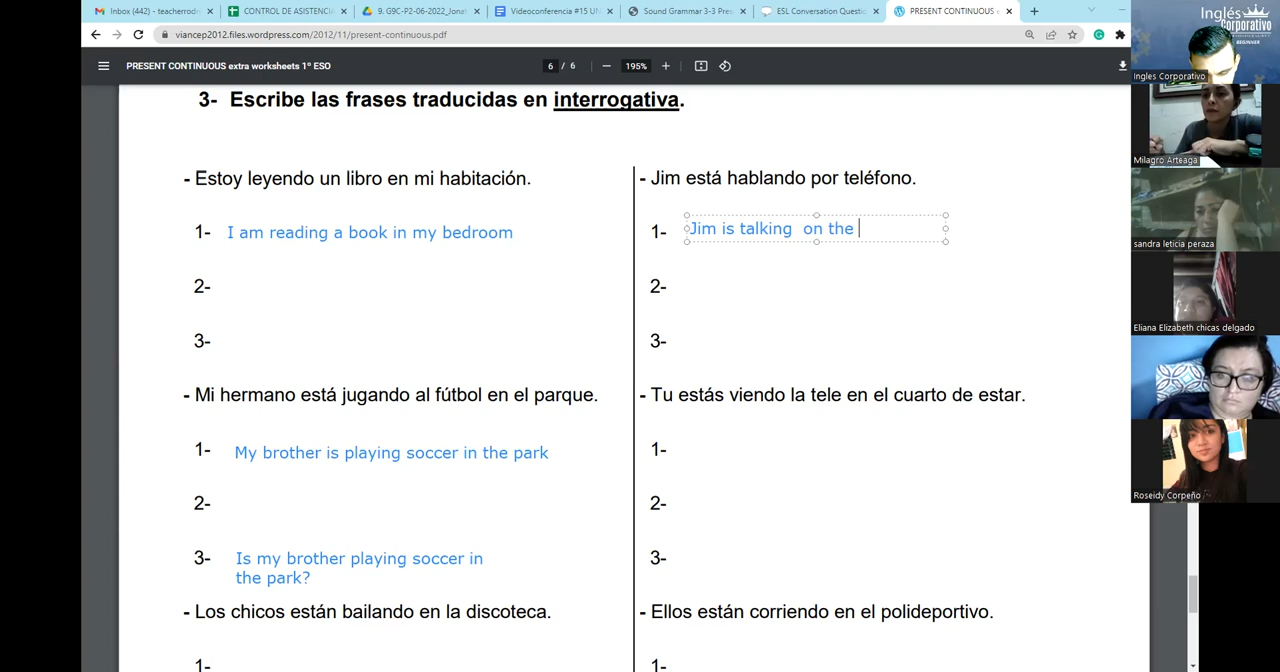 Inbox (442) - teacherrodr
CONTROL DE ASISTENCIA
9. G9C-P2-06-2022_Jona
Videoconferencia #15 UN
Sound Grammar 3-3 Pres
ESL Conversation Questi
PRESENT CONTINUOUS e
viancep2012.files.wordpress.com/2012/11/present-continuous.pdf
PRESENT CONTINUOUS extra worksheets 1º ESO
6 / 6
195%
Inglés
Corporativo
BEGINNER
Ingles Corporativo
Milagro Arteaga
sandra leticia peraza
Eliana Elizabeth chicas delgado
Roseidy Corpeño
3- Escribe las frases traducidas en interrogativa.
- Estoy leyendo un libro en mi habitación.
1- I am reading a book in my bedroom
2-
3-
- Mi hermano está jugando al fútbol en el parque.
1- My brother is playing soccer in the park
2-
3- Is my brother playing soccer in
the park?
- Los chicos están bailando en la discoteca.
1-
- Jim está hablando por teléfono.
1- Jim is talking on the
2-
3-
- Tu estás viendo la tele en el cuarto de estar.
1-
2-
3-
- Ellos están corriendo en el polideportivo.
1-